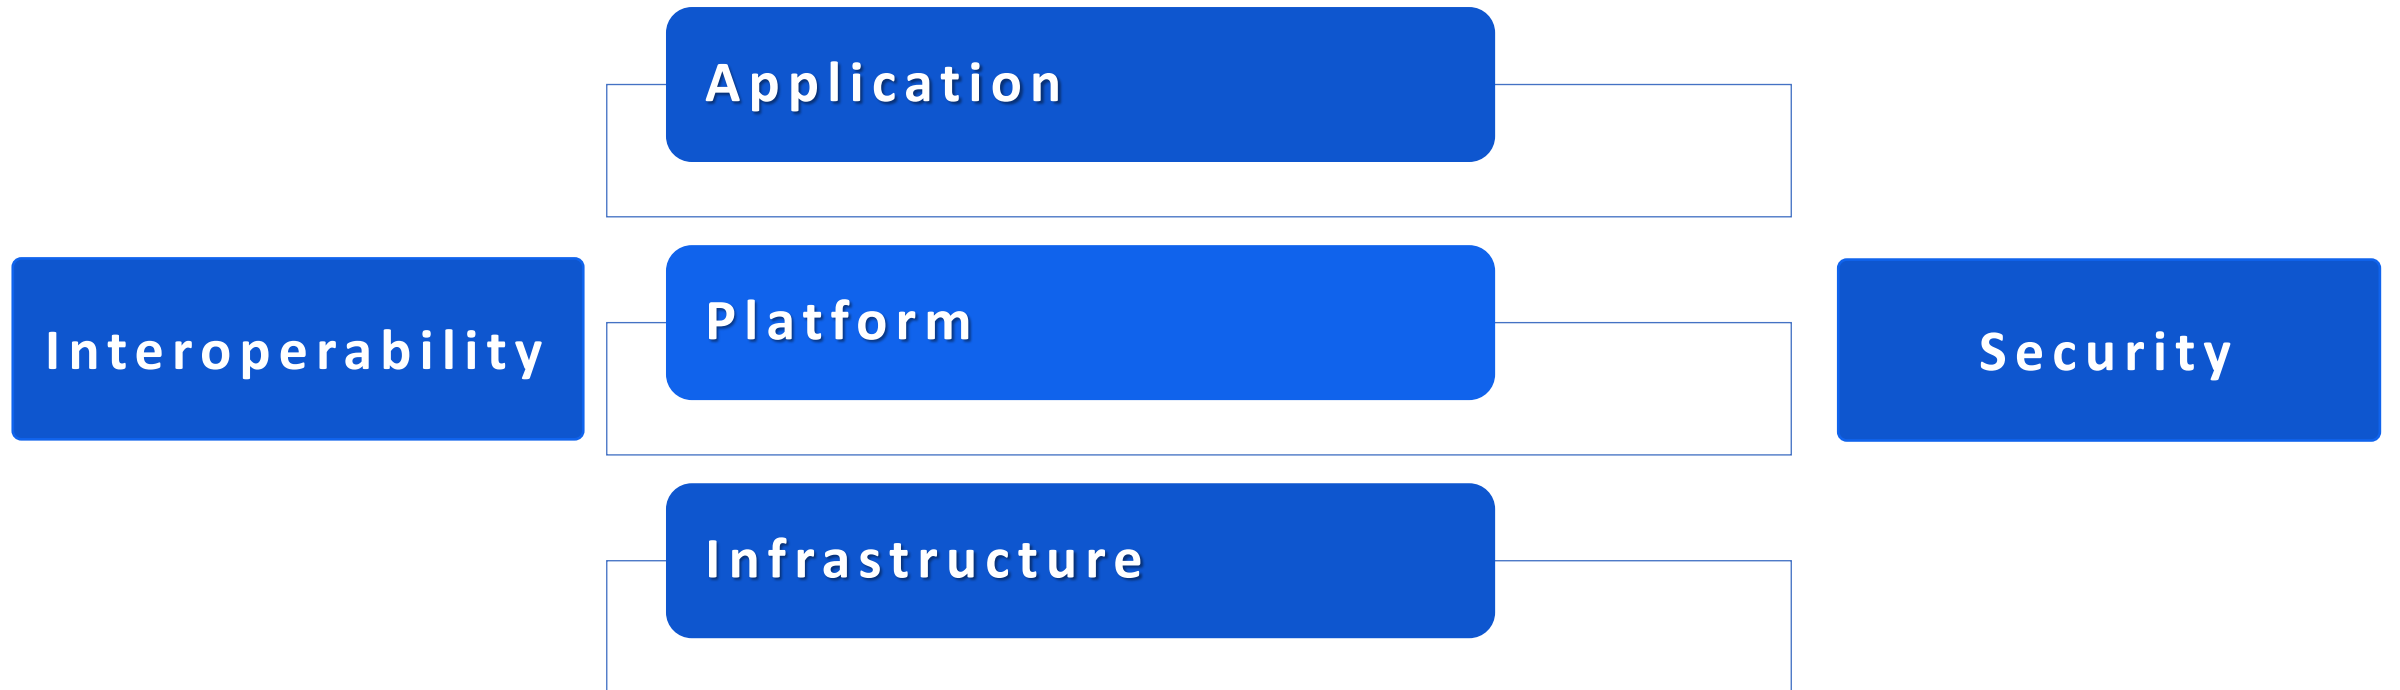 Application
Platform
Interoperability
Security
Infrastructure